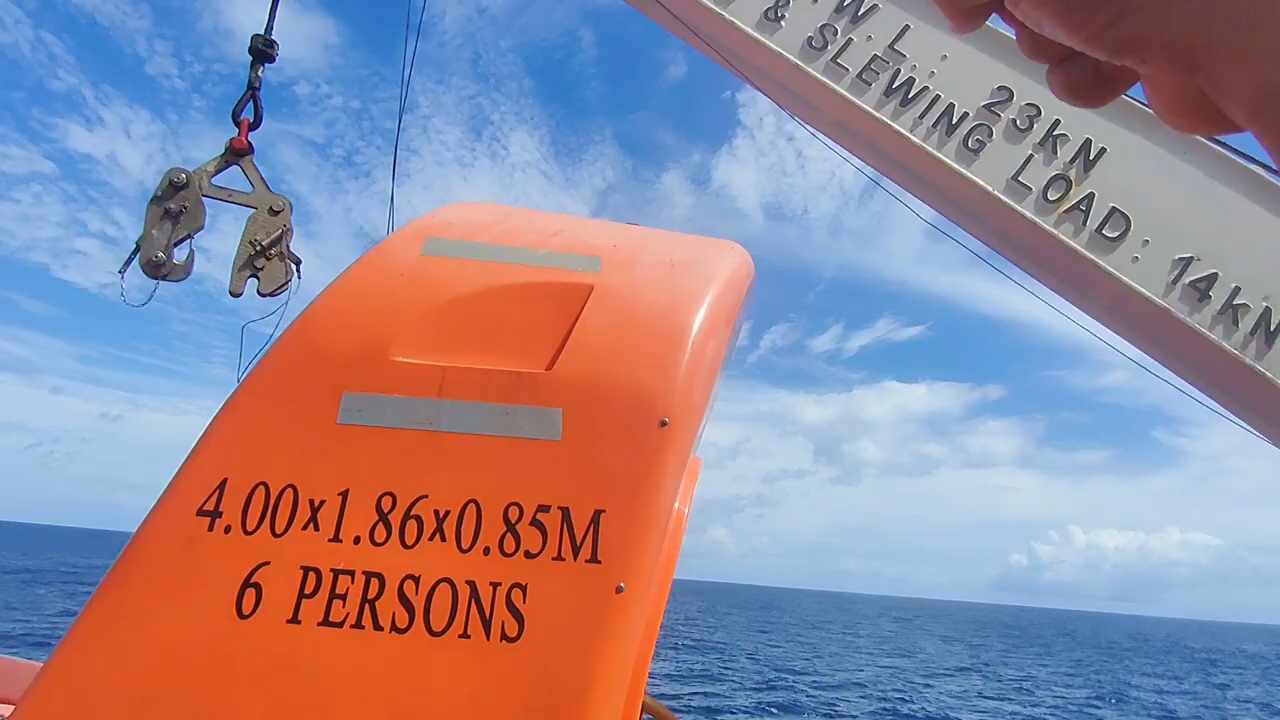 .W.L. 23kN
& SLEWING LOAD: 14kN
4.00x1.86x0.85M
6 PERSONS